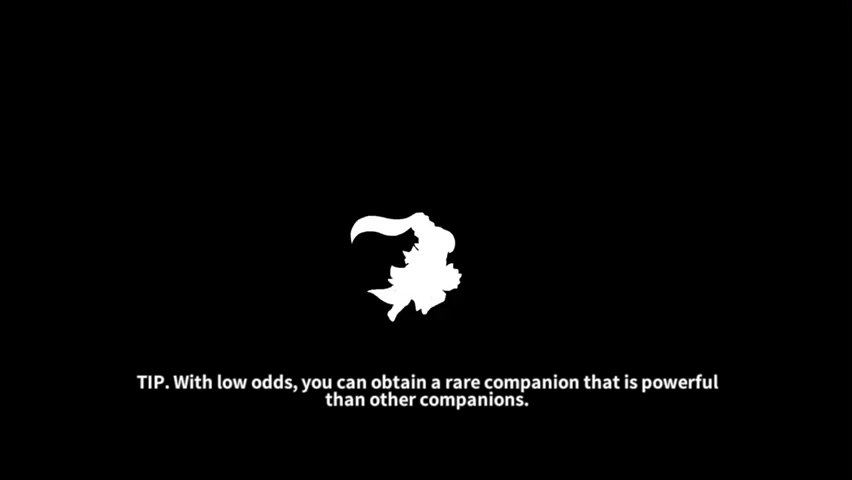 TIP. With low odds, you can obtain a rare companion that is powerful
than other companions.